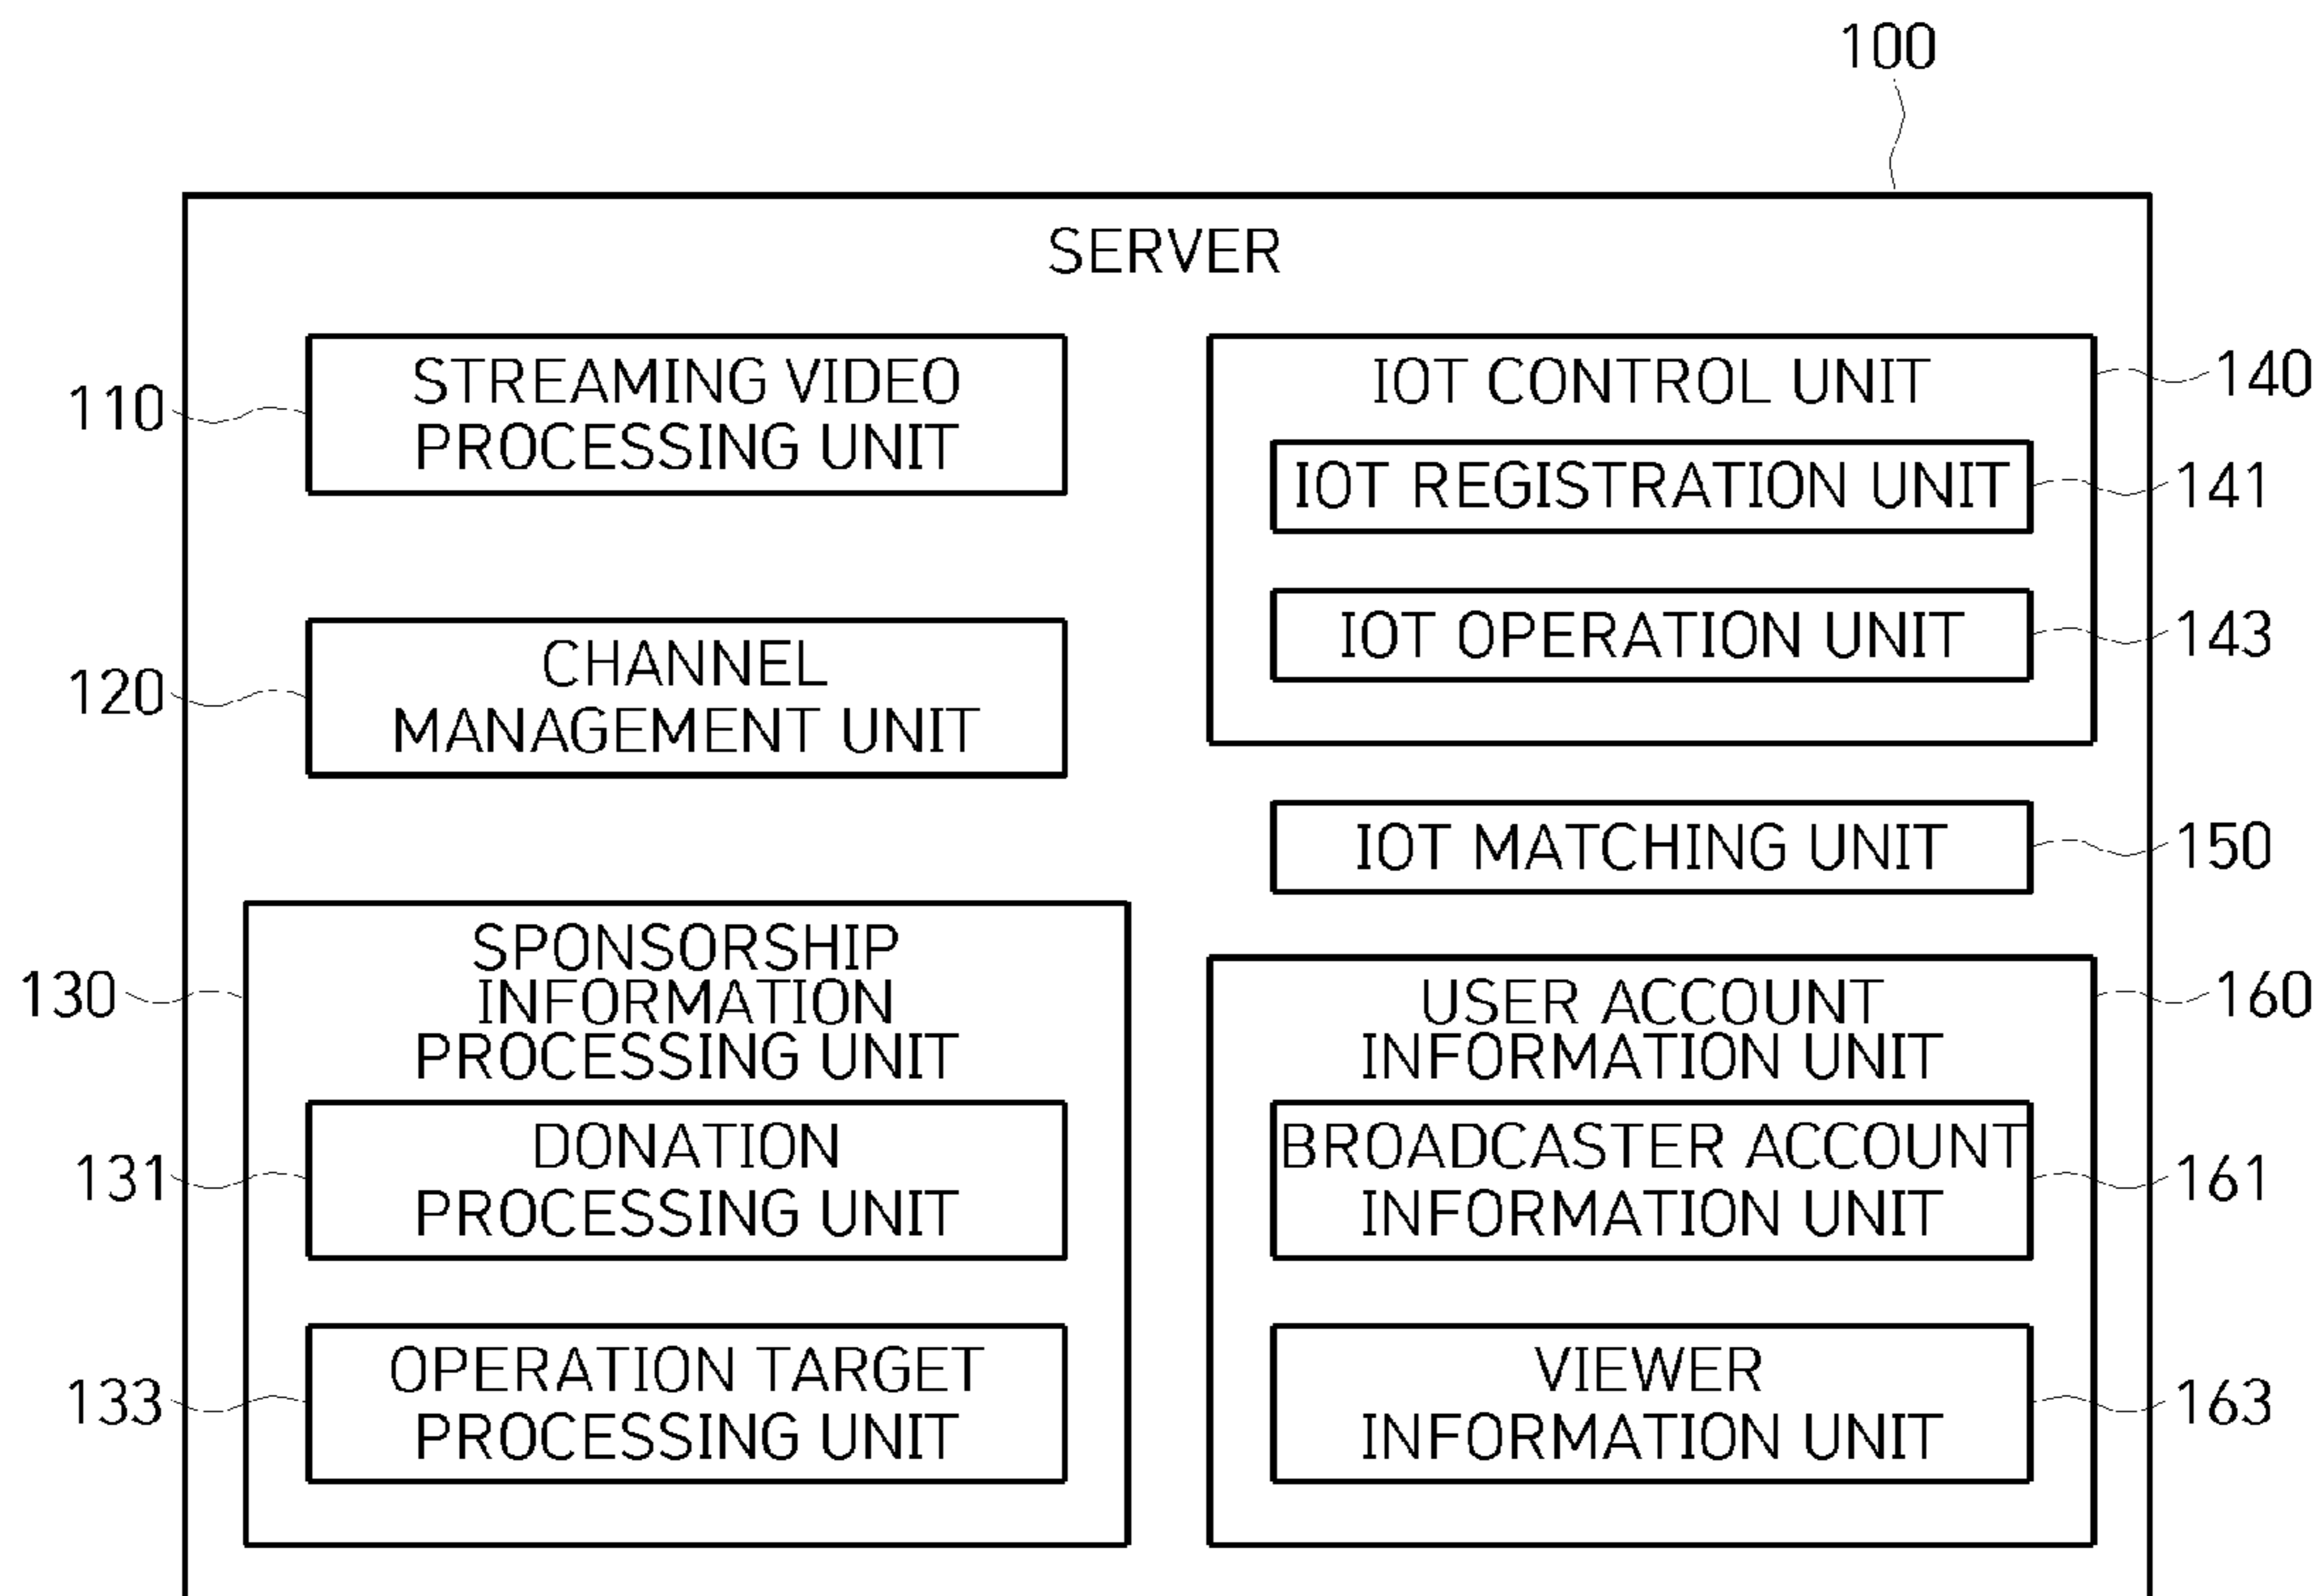 100
SERVER
110
STREAMING VIDEO
PROCESSING UNIT
120
CHANNEL
MANAGEMENT UNIT
130
SPONSORSHIP
INFORMATION
PROCESSING UNIT
131
DONATION
PROCESSING UNIT
133
OPERATION TARGET
PROCESSING UNIT
IOT CONTROL UNIT
140
IOT REGISTRATION UNIT
141
IOT OPERATION UNIT
143
IOT MATCHING UNIT
150
USER ACCOUNT
INFORMATION UNIT
160
BROADCASTER ACCOUNT
INFORMATION UNIT
161
VIEWER
INFORMATION UNIT
163